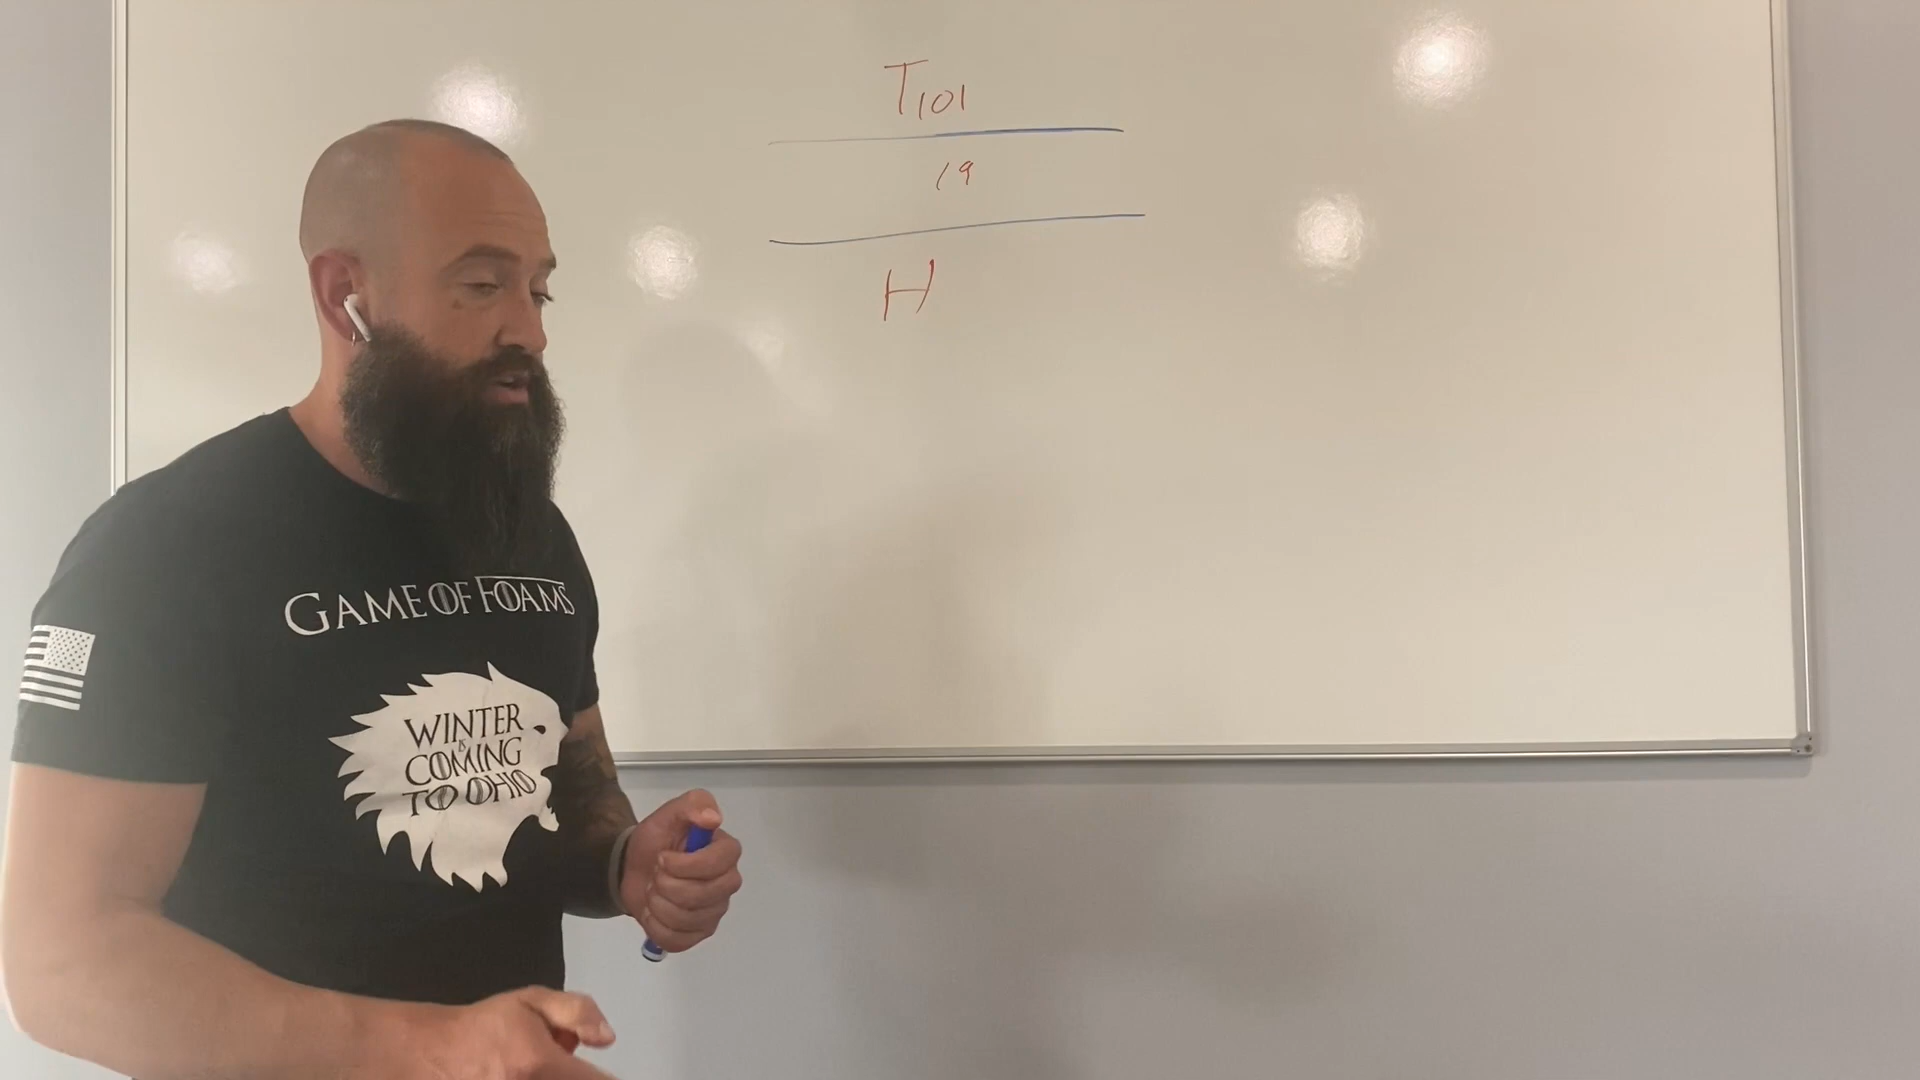 T101
19
H
GAME OF FOAMS
WINTER
IS
COMING
TO OHIO